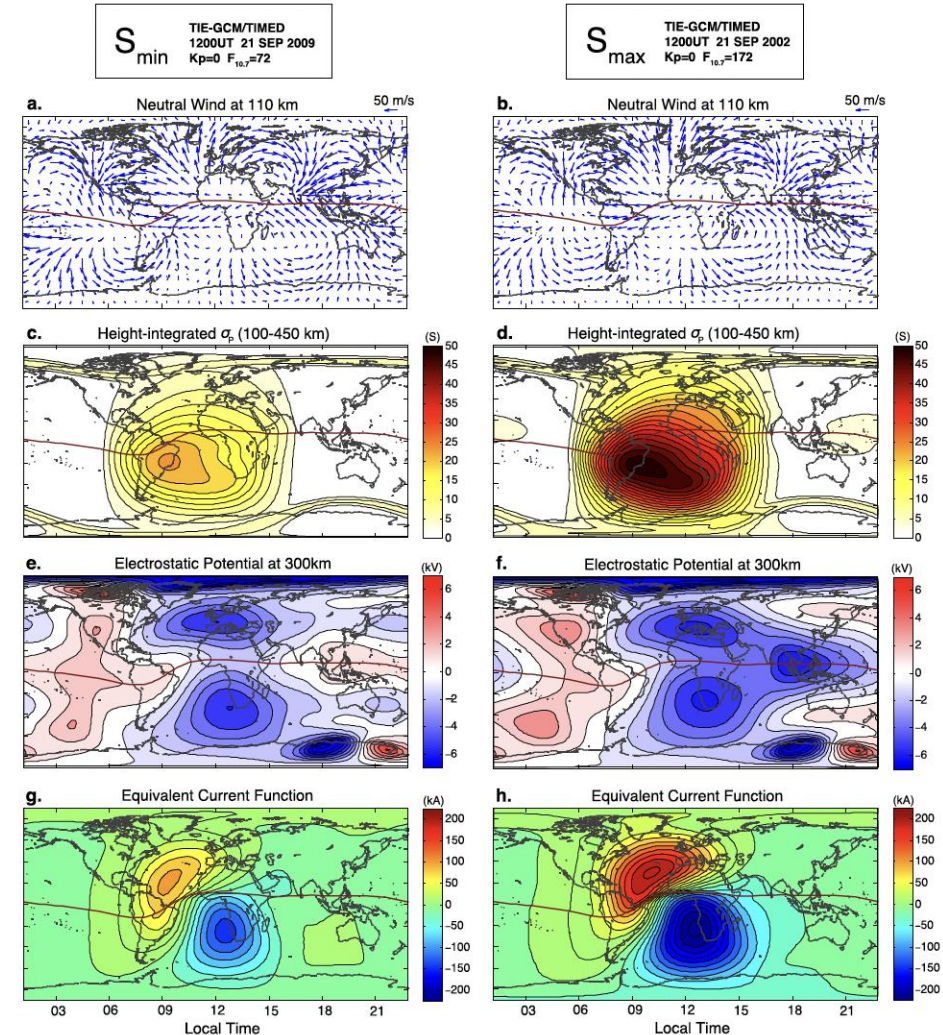 S min
TIE-GCM/TIMED
1200UT 21 SEP 2009
Kp=0 F10.7=72
S max
TIE-GCM/TIMED
1200UT 21 SEP 2002
Kp=0 F10.7=172
a.
Neutral Wind at 110 km
50 m/s
b.
Neutral Wind at 110 km
50 m/s
c.
Height-integrated σP (100-450 km)
(S)
50
45
40
35
30
25
20
15
10
5
0
d.
Height-integrated σP (100-450 km)
(S)
50
45
40
35
30
25
20
15
10
5
0
e.
Electrostatic Potential at 300km
(kV)
6
4
2
-0
-2
-4
-6
f.
Electrostatic Potential at 300km
(kV)
6
4
2
-0
-2
-4
-6
g.
Equivalent Current Function
(kA)
200
150
100
50
0
-50
-100
-150
-200
03 06 09 12 15 18 21
Local Time
h.
Equivalent Current Function
(kA)
200
150
100
50
0
-50
-100
-150
-200
03 06 09 12 15 18 21
Local Time